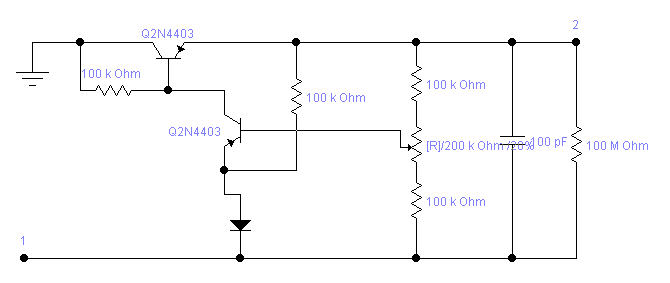 2
Q2N4403
100 k Ohm
100 k Ohm
100 k Ohm
Q2N4403
[R]/200 k Ohm /20%
100 pF
100 M Ohm
100 k Ohm
1